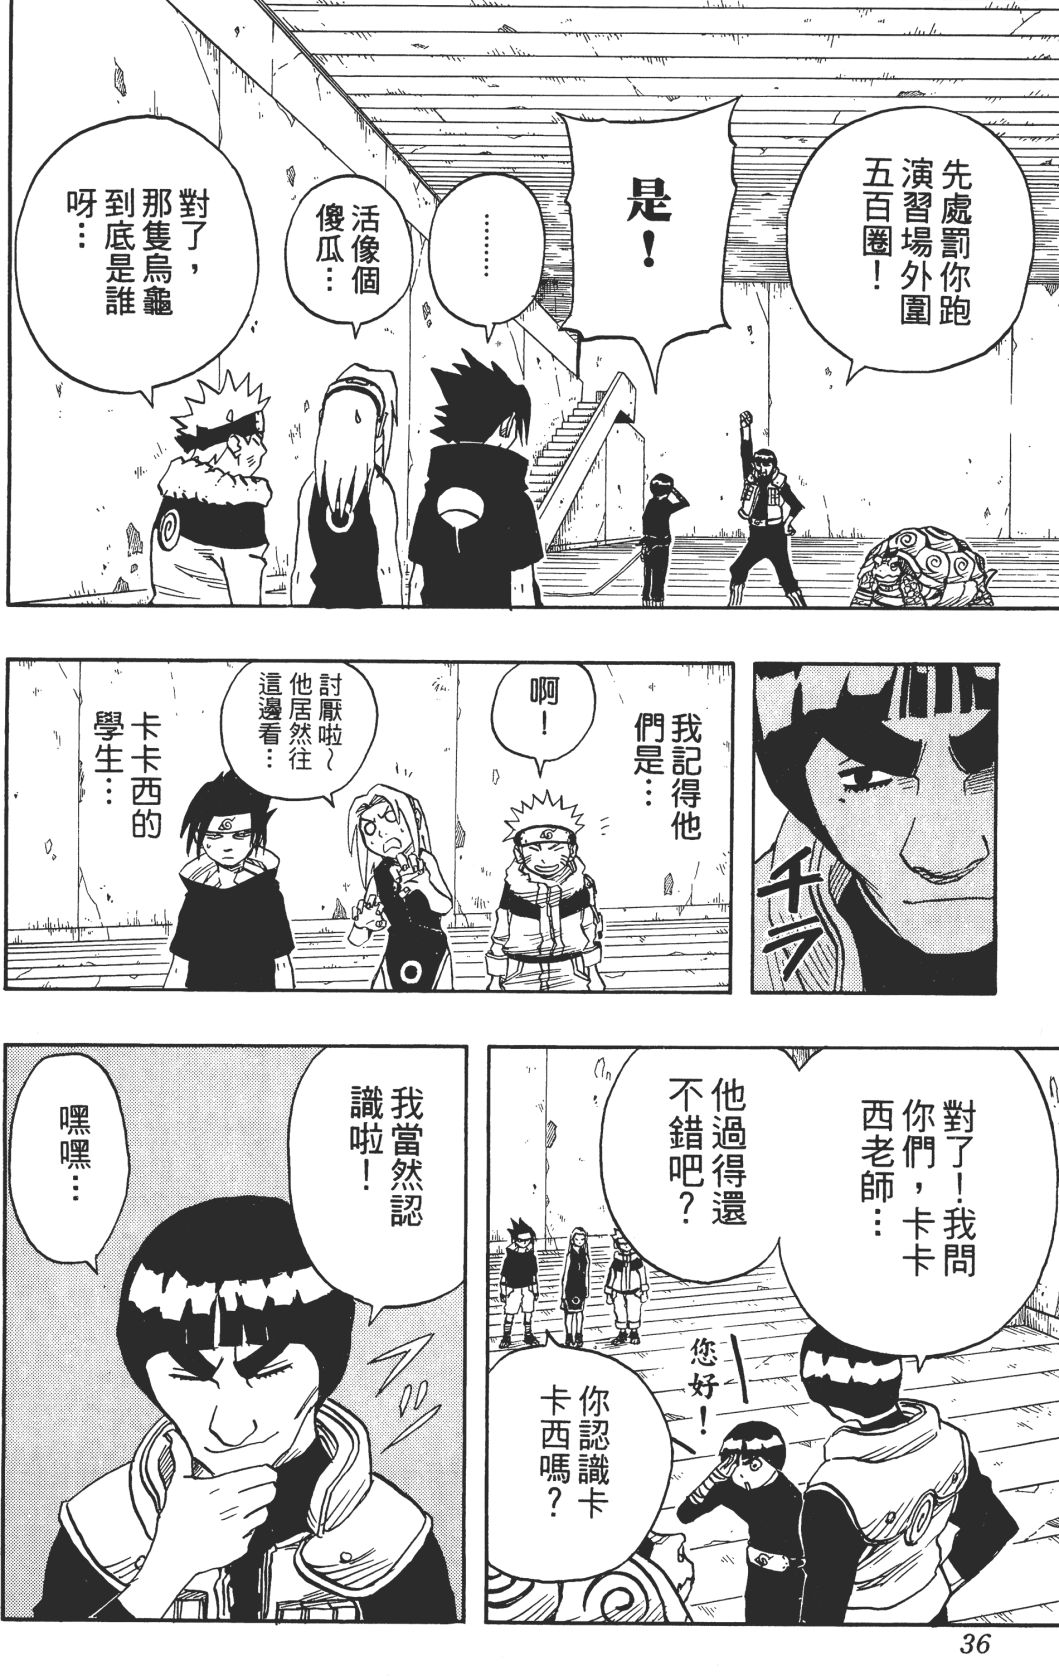 先處罰你跑
演習場外圍
五百圈！
是！
………
活像個
傻瓜…
對了，
那隻烏龜
到底是誰
呀…
チラ
我記得他
們是…
啊！
討厭啦～
他居然往
這邊看…
卡卡西的
學生…
對了！我問
你們，卡卡
西老師…
他過得還
不錯吧？
您好！
你認識卡
卡西嗎？
我當然認
識啦！
嘿嘿…
36